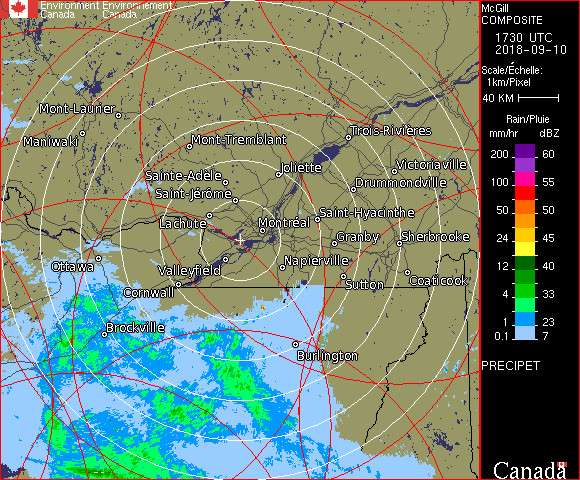 Environment Environnement
Canada Canada
McGill
COMPOSITE
1730 UTC
2018-09-10
Scale/Échelle:
1km/Pixel
40 KM
Rain/Pluie
mm/hr dBZ
200 60
100 55
50 50
24 45
12 40
4 33
1 23
0.1 7
PRECIPET
Canada
Mont-Laurier
Maniwaki
Mont-Tremblant
Trois-Rivières
Joliette
Victoriaville
Sainte-Adèle
Drummondville
Saint-Jérôme
Lachute
Montréal
Saint-Hyacinthe
Granby
Sherbrooke
Ottawa
Valleyfield
Napierville
Coaticook
Cornwall
Sutton
Brockville
Burlington